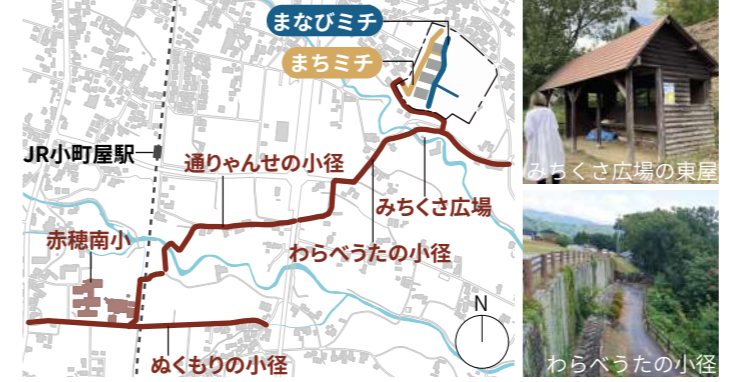 まなびミチ
まちミチ
JR小町屋駅
通りゃんせの小径
みちくさ広場
赤穂南小
わらべうたの小径
ぬくもりの小径
N
みちくさ広場の東屋
わらべうたの小径